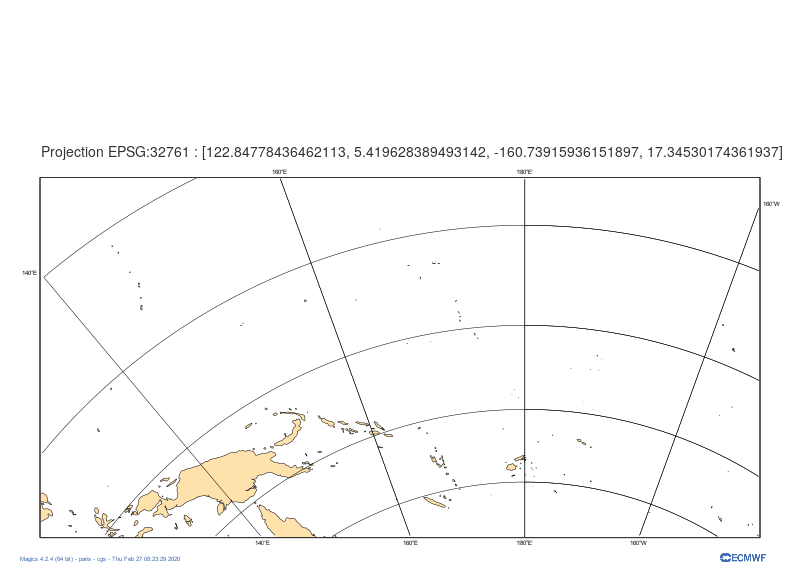 Projection EPSG:32761 : [122.84778436462113, 5.419628389493142, -160.73915936151897, 17.34530174361937]
160°E
180°E
160°W
140°E
140°E
160°E
180°E
160°W
Magics 4.2.4 (64 bit) - paris - cgs - Thu Feb 27 08:23:29 2020
ECMWF